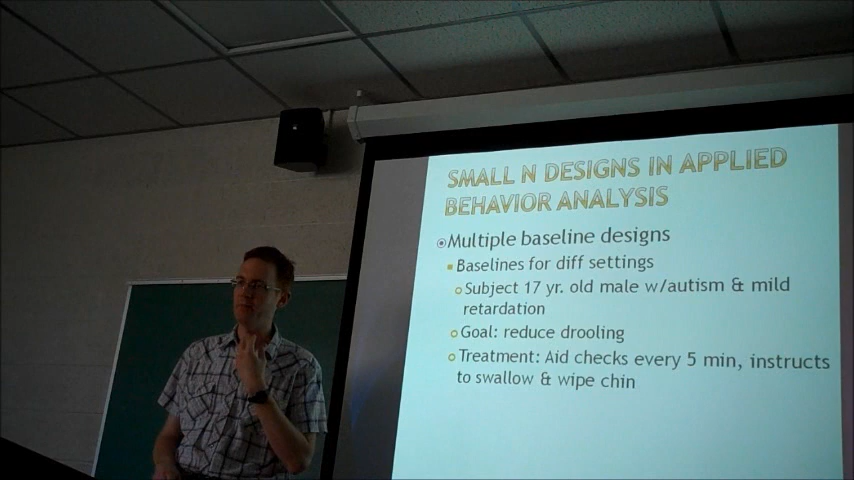 SMALL N DESIGNS IN APPLIED
BEHAVIOR ANALYSIS
Multiple baseline designs
Baselines for diff settings
Subject 17 yr. old male w/autism & mild
retardation
Goal: reduce drooling
Treatment: Aid checks every 5 min, instructs
to swallow & wipe chin